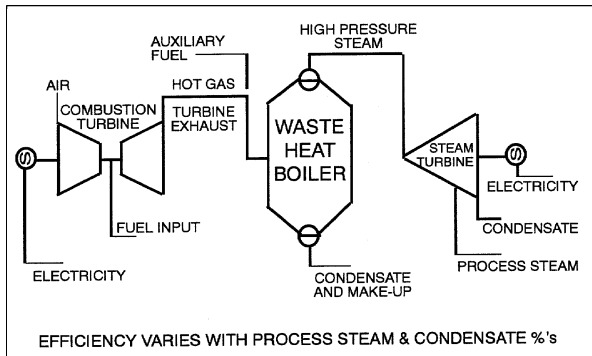 HIGH PRESSURE
STEAM
AUXILIARY
FUEL
AIR
HOT GAS
COMBUSTION
TURBINE
TURBINE
EXHAUST
WASTE
HEAT
BOILER
STEAM
TURBINE
S
S
ELECTRICITY
FUEL INPUT
CONDENSATE
PROCESS STEAM
ELECTRICITY
CONDENSATE
AND MAKE-UP
EFFICIENCY VARIES WITH PROCESS STEAM & CONDENSATE %'s